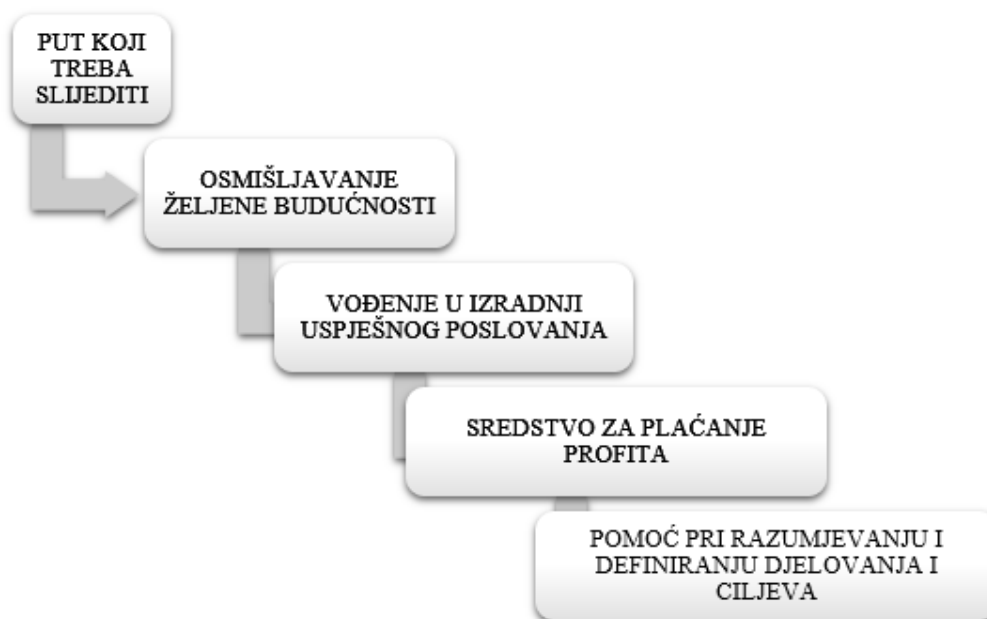 PUT KOJI
TREBA
SLIJEDITI
OSMIŠLJAVANJE
ŽELJENE BUDUĆNOSTI
VOĐENJE U IZRADNJI
USPJEŠNOG POSLOVANJA
SREDSTVO ZA PLAĆANJE
PROFITA
POMOĆ PRI RAZUMJEVANJU I
DEFINIRANJU DJELOVANJA I
CILJEVA